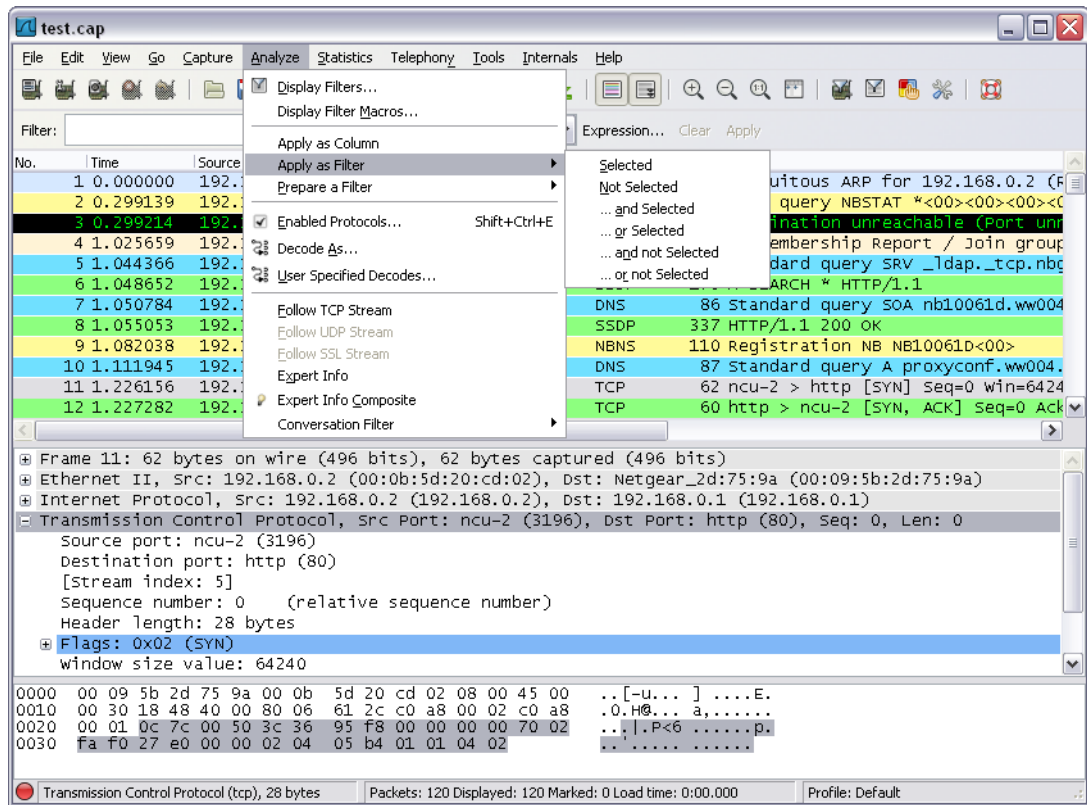 test.cap
File Edit View Go Capture Analyze Statistics Telephony Tools Internals Help
Filter: Expression... Clear Apply
Display Filters...
Display Filter Macros...
Apply as Column
Apply as Filter
Prepare a Filter
Enabled Protocols... Shift+Ctrl+E
Decode As...
User Specified Decodes...
Follow TCP Stream
Follow UDP Stream
Follow SSL Stream
Expert Info
Expert Info Composite
Conversation Filter
Selected
Not Selected
... and Selected
... or Selected
... and not Selected
... or not Selected
No. Time Source
1 0.000000 192. uitous ARP for 192.168.0.2 (R
2 0.299139 192. query NBSTAT *<00><00><00><
3 0.299214 192. ination unreachable (Port unr
4 1.025659 192. embership Report / Join group
5 1.044366 192. dard query SRV _ldap._tcp.nbg
6 1.048652 192. ARCH * HTTP/1.1
7 1.050784 192. DNS 86 Standard query SOA nb10061d.ww004
8 1.055053 192. SSDP 337 HTTP/1.1 200 OK
9 1.082038 192. NBNS 110 Registration NB NB10061D<00>
10 1.111945 192. DNS 87 Standard query A proxyconf.ww004.
11 1.226156 192. TCP 62 ncu-2 > http [SYN] Seq=0 Win=6424
12 1.227282 192. TCP 60 http > ncu-2 [SYN, ACK] Seq=0 Ack
Frame 11: 62 bytes on wire (496 bits), 62 bytes captured (496 bits)
Ethernet II, Src: 192.168.0.2 (00:0b:5d:20:cd:02), Dst: Netgear_2d:75:9a (00:09:5b:2d:75:9a)
Internet Protocol, Src: 192.168.0.2 (192.168.0.2), Dst: 192.168.0.1 (192.168.0.1)
Transmission Control Protocol, Src Port: ncu-2 (3196), Dst Port: http (80), Seq: 0, Len: 0
Source port: ncu-2 (3196)
Destination port: http (80)
[Stream index: 5]
Sequence number: 0 (relative sequence number)
Header length: 28 bytes
Flags: 0x02 (SYN)
Window size value: 64240
0000 00 09 5b 2d 75 9a 00 0b 5d 20 cd 02 08 00 45 00 ..[-u... ] ....E.
0010 00 30 18 48 40 00 80 06 61 2c c0 a8 00 02 c0 a8 .0.H@... a,......
0020 00 01 0c 7c 00 50 3c 36 95 f8 00 00 00 00 70 02 ...|.P<6 ......p.
0030 fa f0 27 e0 00 00 02 04 05 b4 01 01 04 02 ..'..... ......
Transmission Control Protocol (tcp), 28 bytes Packets: 120 Displayed: 120 Marked: 0 Load time: 0:00.000 Profile: Default